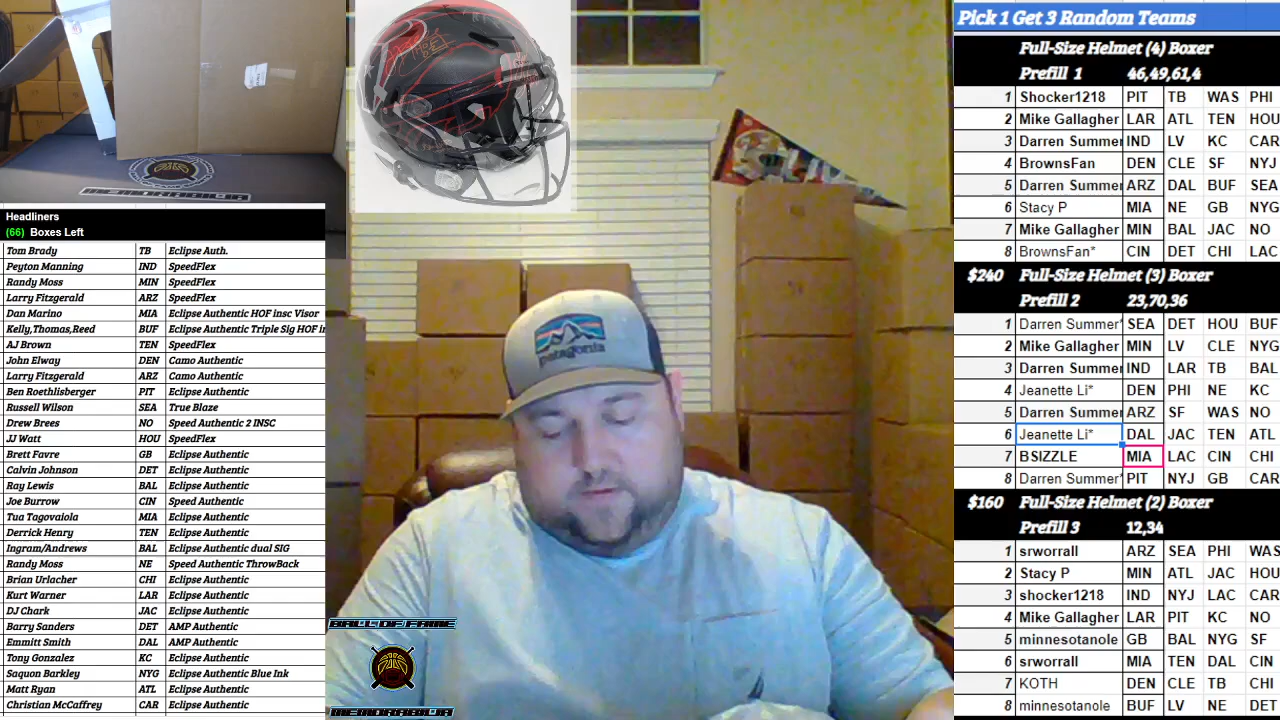 Headliners
(66) Boxes Left
Tom Brady TB Eclipse Auth.
Peyton Manning IND SpeedFlex
Randy Moss MIN SpeedFlex
Larry Fitzgerald ARZ SpeedFlex
Dan Marino MIA Eclipse Authentic HOF insc Visor
Kelly,Thomas,Reed BUF Eclipse Authentic Triple Sig HOF
AJ Brown TEN SpeedFlex
John Elway DEN Camo Authentic
Larry Fitzgerald ARZ Camo Authentic
Ben Roethlisberger PIT Eclipse Authentic
Russell Wilson SEA True Blaze
Drew Brees NO Speed Authentic 2 INSC
JJ Watt HOU SpeedFlex
Brett Favre GB Eclipse Authentic
Calvin Johnson DET Eclipse Authentic
Ray Lewis BAL Eclipse Authentic
Joe Burrow CIN Speed Authentic
Tua Tagovaiola MIA Eclipse Authentic
Derrick Henry TEN Eclipse Authentic
Ingram/Andrews BAL Eclipse Authentic dual SIG
Randy Moss NE Speed Authentic ThrowBack
Brian Urlacher CHI Eclipse Authentic
Kurt Warner LAR Eclipse Authentic
DJ Chark JAC Eclipse Authentic
Barry Sanders DET AMP Authentic
Emmitt Smith DAL AMP Authentic
Tony Gonzalez KC Eclipse Authentic
Saquon Barkley NYG Eclipse Authentic Blue Ink
Matt Ryan ATL Eclipse Authentic
Christian McCaffrey CAR Eclipse Authentic
MEMORABILIA
patagonia
BALL OF FAME
MEMORABILIA
Pick 1 Get 3 Random Teams
Full-Size Helmet (4) Boxer
Prefill 1 46,49,61,4
1 Shocker1218 PIT TB WAS PHI
2 Mike Gallagher LAR ATL TEN HOU
3 Darren Summer IND LV KC CAR
4 BrownsFan DEN CLE SF NYJ
5 Darren Summer ARZ DAL BUF SEA
6 Stacy P MIA NE GB NYG
7 Mike Gallagher MIN BAL JAC NO
8 BrownsFan* CIN DET CHI LAC
$240 Full-Size Helmet (3) Boxer
Prefill 2 23,70,36
1 Darren Summer* SEA DET HOU BUF
2 Mike Gallagher MIN LV CLE NYG
3 Darren Summer IND LAR TB BAL
4 Jeanette Li* DEN PHI NE KC
5 Darren Summer ARZ SF WAS NO
6 Jeanette Li* DAL JAC TEN ATL
7 BSIZZLE MIA LAC CIN CHI
8 Darren Summer* PIT NYJ GB CAR
$160 Full-Size Helmet (2) Boxer
Prefill 3 12,34
1 srworrall ARZ SEA PHI WAS
2 Stacy P MIN ATL JAC HOU
3 shocker1218 IND NYJ LAC CAR
4 Mike Gallagher LAR PIT KC NO
5 minnesotanole GB BAL NYG SF
6 srworrall MIA TEN DAL CIN
7 KOTH DEN CLE TB CHI
8 minnesotanole BUF LV NE DET